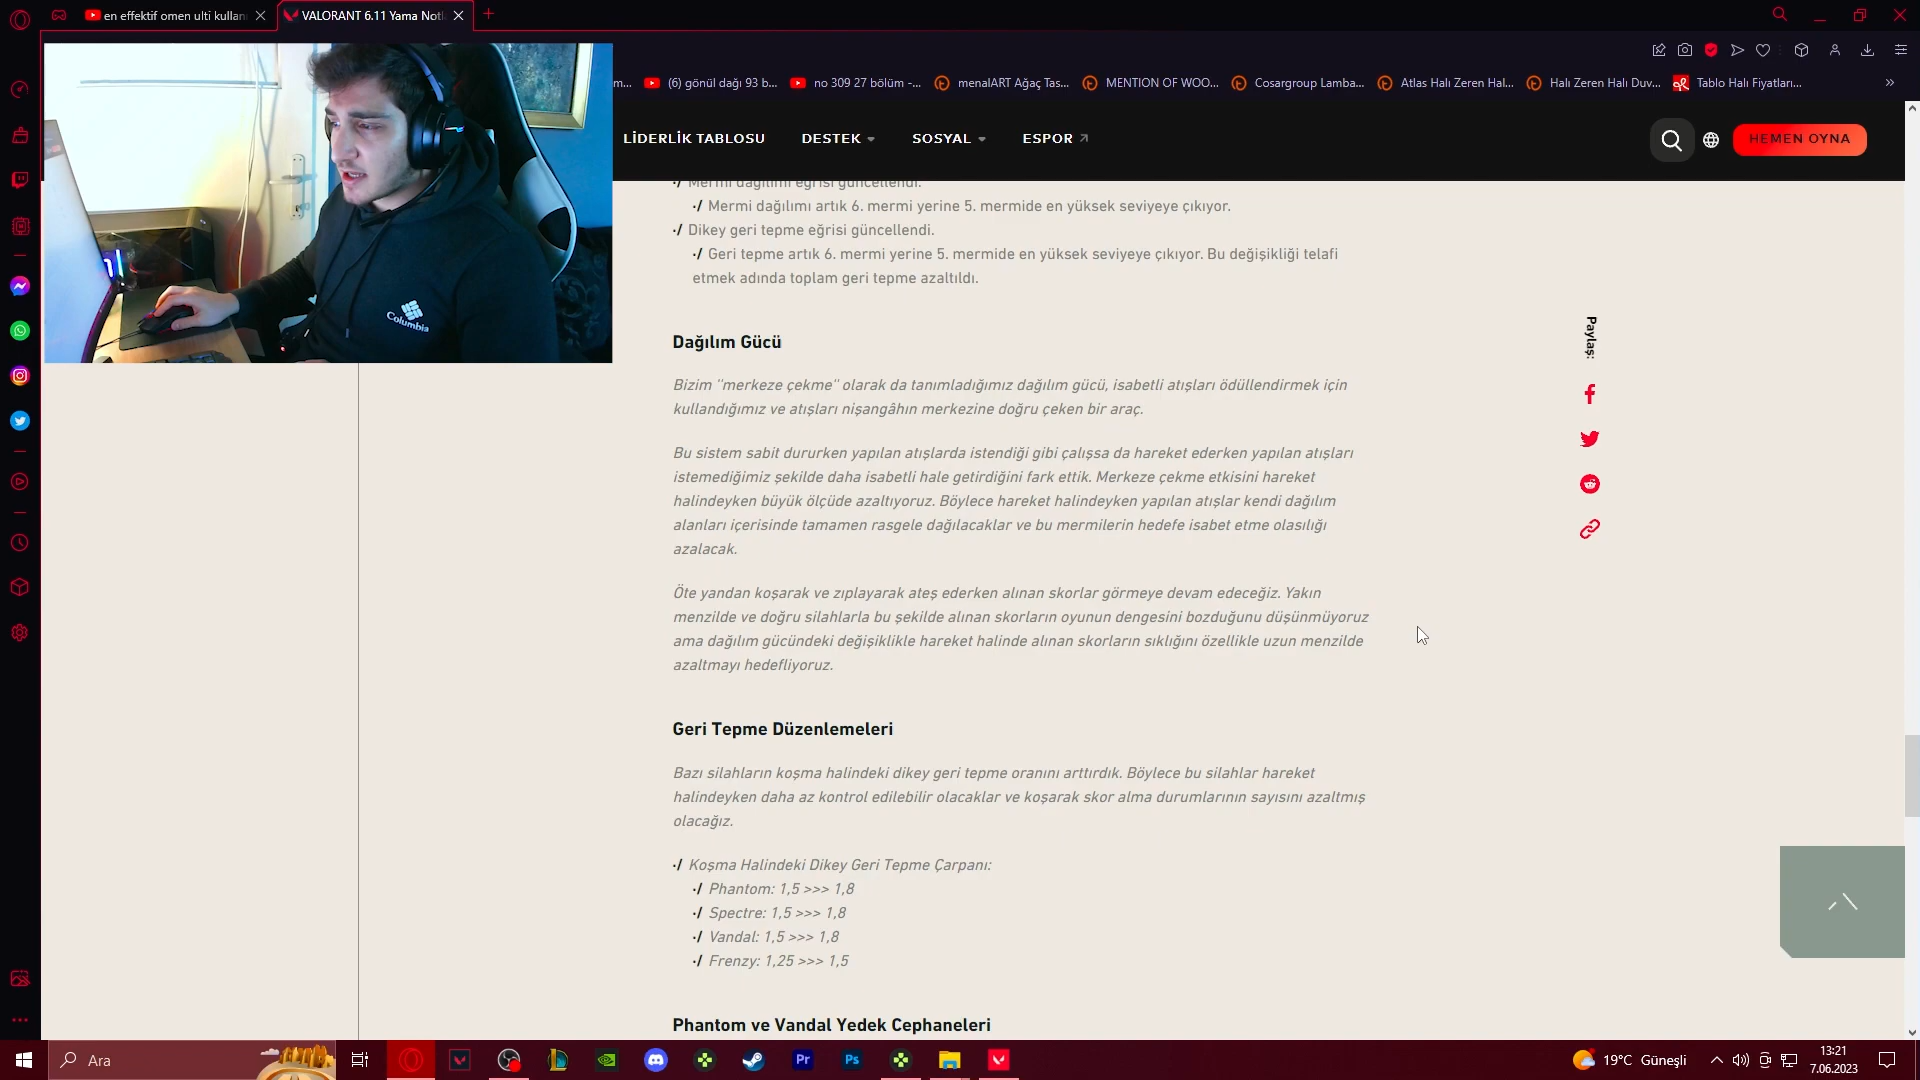 en effektif omen ulti kullan
VALORANT 6.11 Yama Notl
m...
(6) gönül dağı 93 b...
no 309 27 bölüm -...
menalART Ağaç Tas...
MENTION OF WOO...
Cosargroup Lamba...
Atlas Halı Zeren Hal...
Halı Zeren Halı Duv...
Tablo Halı Fiyatları...
LİDERLİK TABLOSU
DESTEK
SOSYAL
ESPOR
HEMEN OYNA
Columbia
Mermi dağılımı eğrisi güncellendi.
Mermi dağılımı artık 6. mermi yerine 5. mermide en yüksek seviyeye çıkıyor.
Dikey geri tepme eğrisi güncellendi.
Geri tepme artık 6. mermi yerine 5. mermide en yüksek seviyeye çıkıyor. Bu değişikliği telafi
etmek adında toplam geri tepme azaltıldı.
Dağılım Gücü
Bizim "merkeze çekme" olarak da tanımladığımız dağılım gücü, isabetli atışları ödüllendirmek için
kullandığımız ve atışları nişangâhın merkezine doğru çeken bir araç.
Bu sistem sabit dururken yapılan atışlarda istendiği gibi çalışsa da hareket ederken yapılan atışları
istemediğimiz şekilde daha isabetli hale getirdiğini fark ettik. Merkeze çekme etkisini hareket
halindeyken büyük ölçüde azaltıyoruz. Böylece hareket halindeyken yapılan atışlar kendi dağılım
alanları içerisinde tamamen rasgele dağılacaklar ve bu mermilerin hedefe isabet etme olasılığı
azalacak.
Öte yandan koşarak ve zıplayarak ateş ederken alınan skorlar görmeye devam edeceğiz. Yakın
menzilde ve doğru silahlarla bu şekilde alınan skorların oyunun dengesini bozduğunu düşünmüyoruz
ama dağılım gücündeki değişiklikle hareket halinde alınan skorların sıklığını özellikle uzun menzilde
azaltmayı hedefliyoruz.
Paylaş:
Geri Tepme Düzenlemeleri
Bazı silahların koşma halindeki dikey geri tepme oranını arttırdık. Böylece bu silahlar hareket
halindeyken daha az kontrol edilebilir olacaklar ve koşarak skor alma durumlarının sayısını azaltmış
olacağız.
Koşma Halindeki Dikey Geri Tepme Çarpanı:
Phantom: 1,5 >>> 1,8
Spectre: 1,5 >>> 1,8
Vandal: 1,5 >>> 1,8
Frenzy: 1,25 >>> 1,5
Phantom ve Vandal Yedek Cephaneleri
Ara
Pr
Ps
19°C Güneşli
13:21
7.06.2023